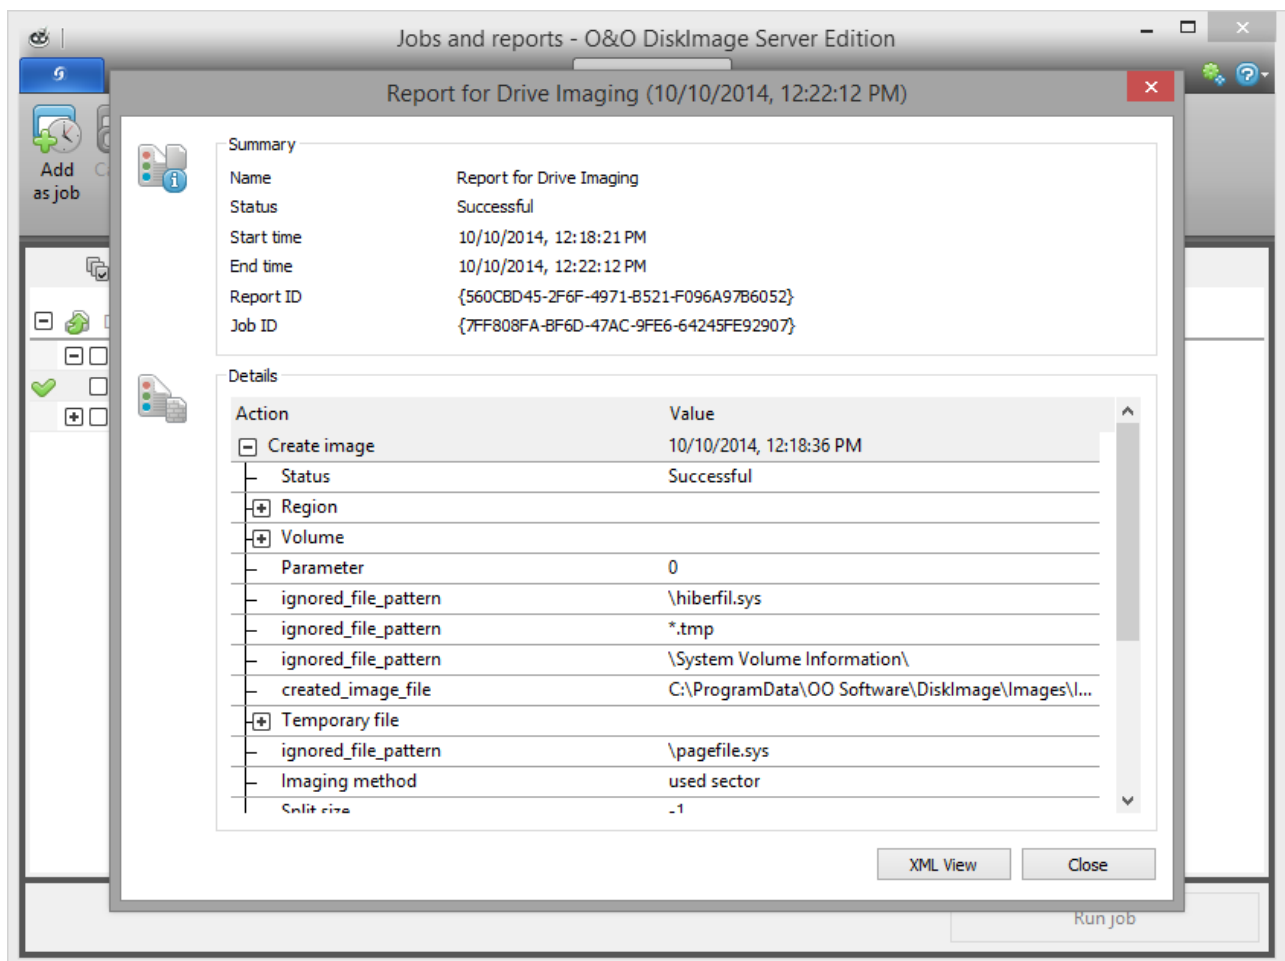 Jobs and reports - O&O DiskImage Server Edition
Report for Drive Imaging (10/10/2014, 12:22:12 PM)
Add
as job
Summary
Name Report for Drive Imaging
Status Successful
Start time 10/10/2014, 12:18:21 PM
End time 10/10/2014, 12:22:12 PM
Report ID {560CBD45-2F6F-4971-B521-F096A97B6052}
Job ID {7FF808FA-BF6D-47AC-9FE6-64245FE92907}
Details
Action Value
Create image 10/10/2014, 12:18:36 PM
Status Successful
Region
Volume
Parameter 0
ignored_file_pattern \hiberfil.sys
ignored_file_pattern *.tmp
ignored_file_pattern \System Volume Information\
created_image_file C:\ProgramData\OO Software\DiskImage\Images\I...
Temporary file
ignored_file_pattern \pagefile.sys
Imaging method used sector
Split size -1
XML View Close
Run job